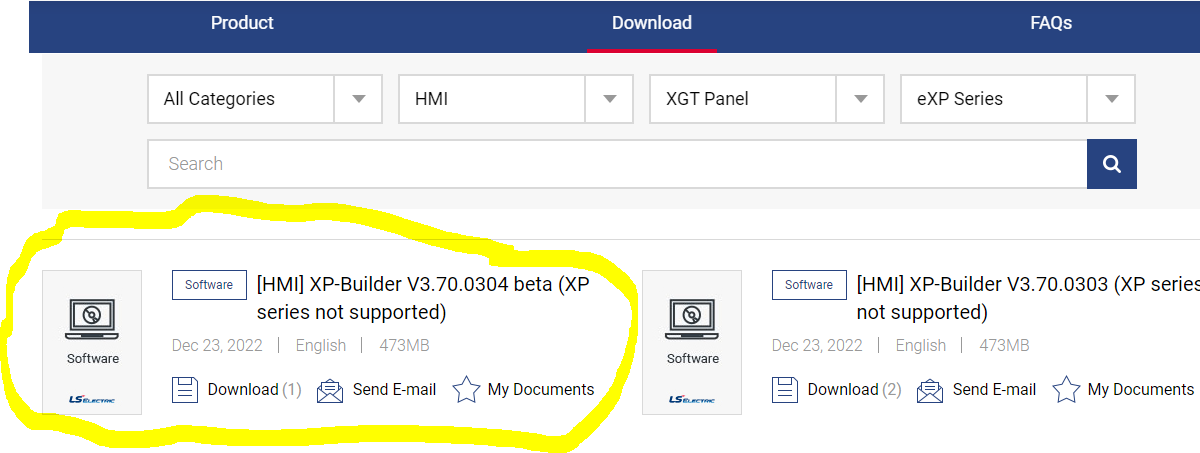 Product Download FAQs
All Categories HMI XGT Panel eXP Series
Search
Software [HMI] XP-Builder V3.70.0304 beta (XP
series not supported)
Dec 23, 2022 English 473MB
Software
Download (1) Send E-mail My Documents
LS ELECTRIC
Software [HMI] XP-Builder V3.70.0303 (XP series
not supported)
Dec 23, 2022 English 473MB
Software
Download (2) Send E-mail My Documents
LS ELECTRIC